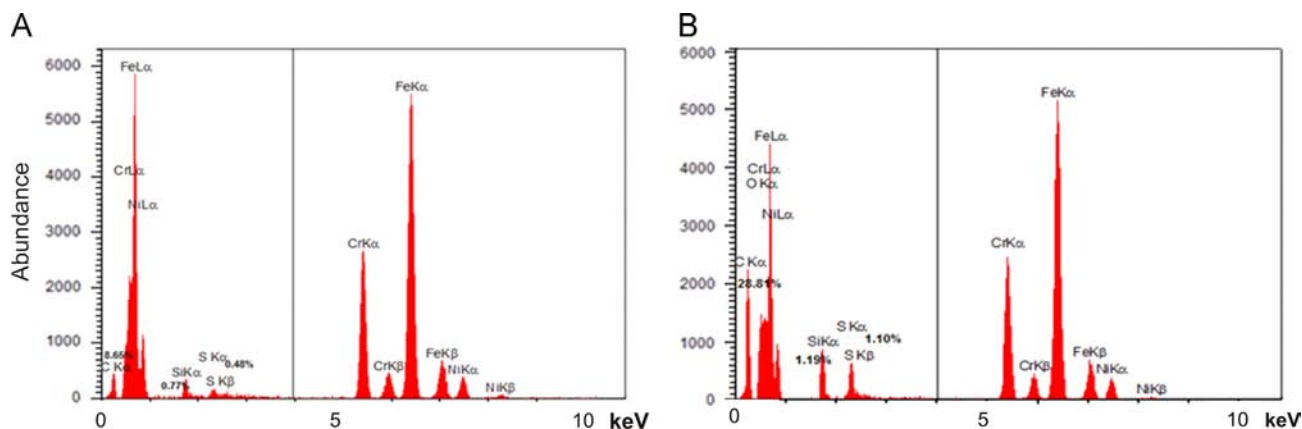 A
Abundance
6000
5000
4000
3000
2000
1000
0
FeLα
CrLα
NiLα
8.65%
C Kα
SiKα
0.77%
S Kα
0.48%
S Kβ
CrKα
CrKβ
FeKα
FeKβ
NiKα
NiKβ
0
5
10
keV
B
6000
5000
4000
3000
2000
1000
0
FeLα
CrLα
O Kα
NiLα
C Kα
28.81%
SiKα
1.19%
S Kα
1.10%
S Kβ
CrKα
CrKβ
FeKα
FeKβ
NiKα
NiKβ
0
5
10
keV